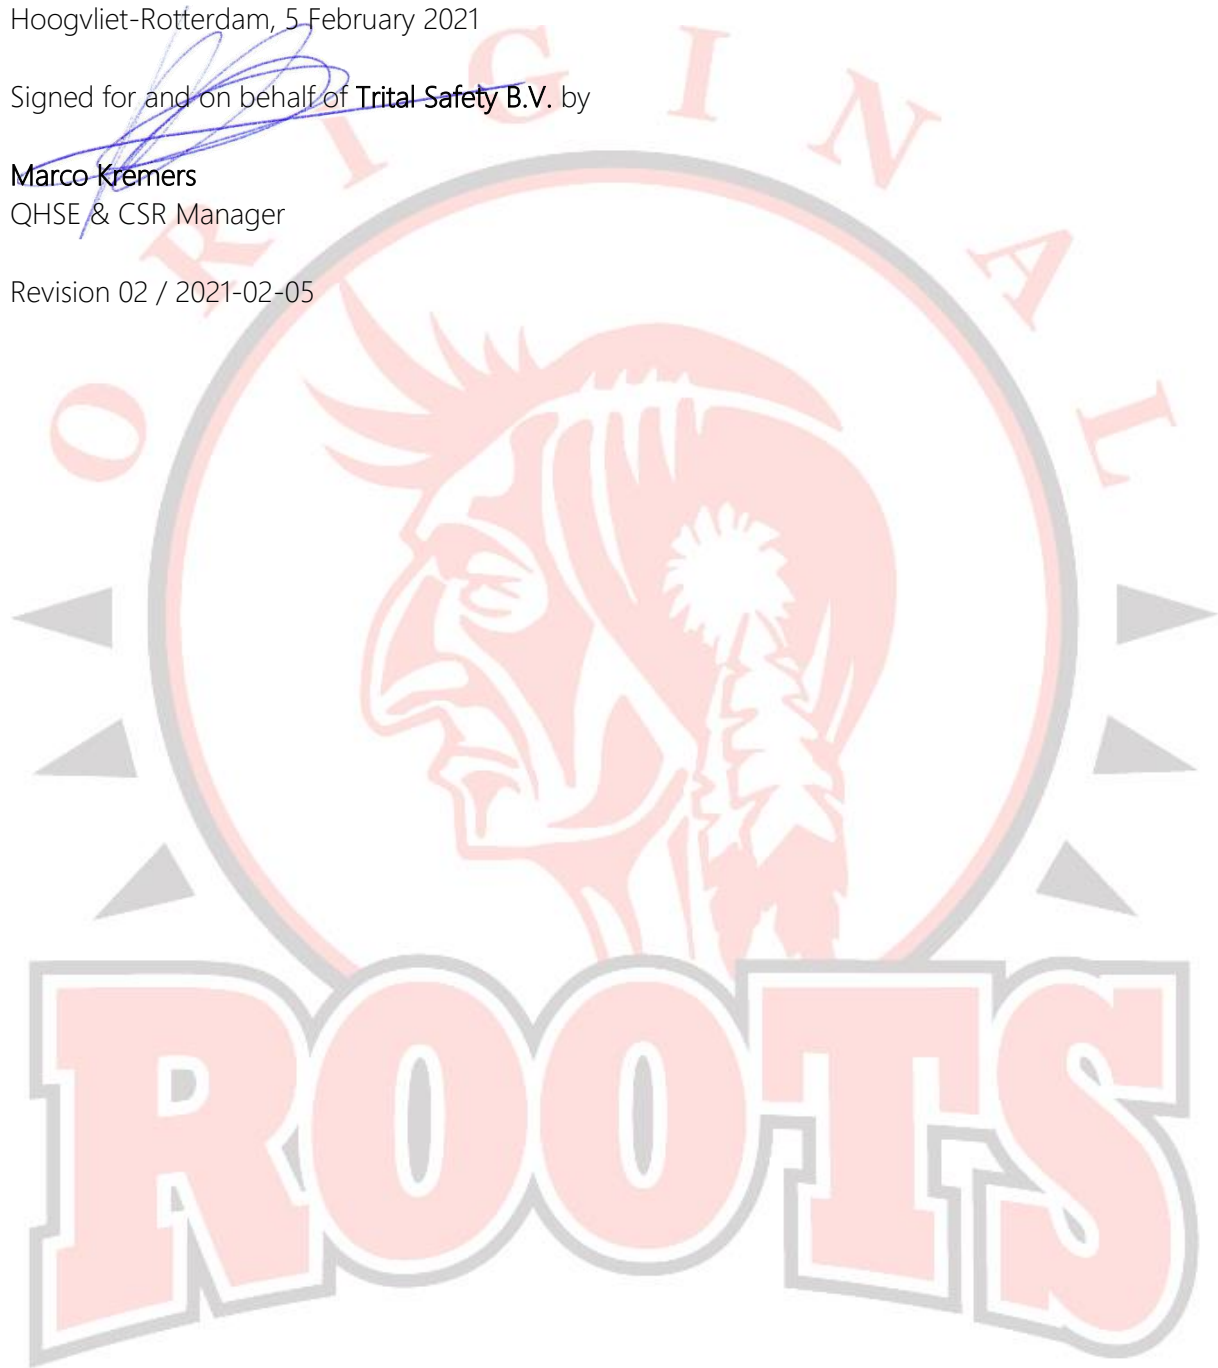 Hoogvliet-Rotterdam, 5 February 2021
Signed for and on behalf of Trital Safety B.V. by
Marco Kremers
QHSE & CSR Manager
Revision 02 / 2021-02-05
ORIGINAL
ROOTS